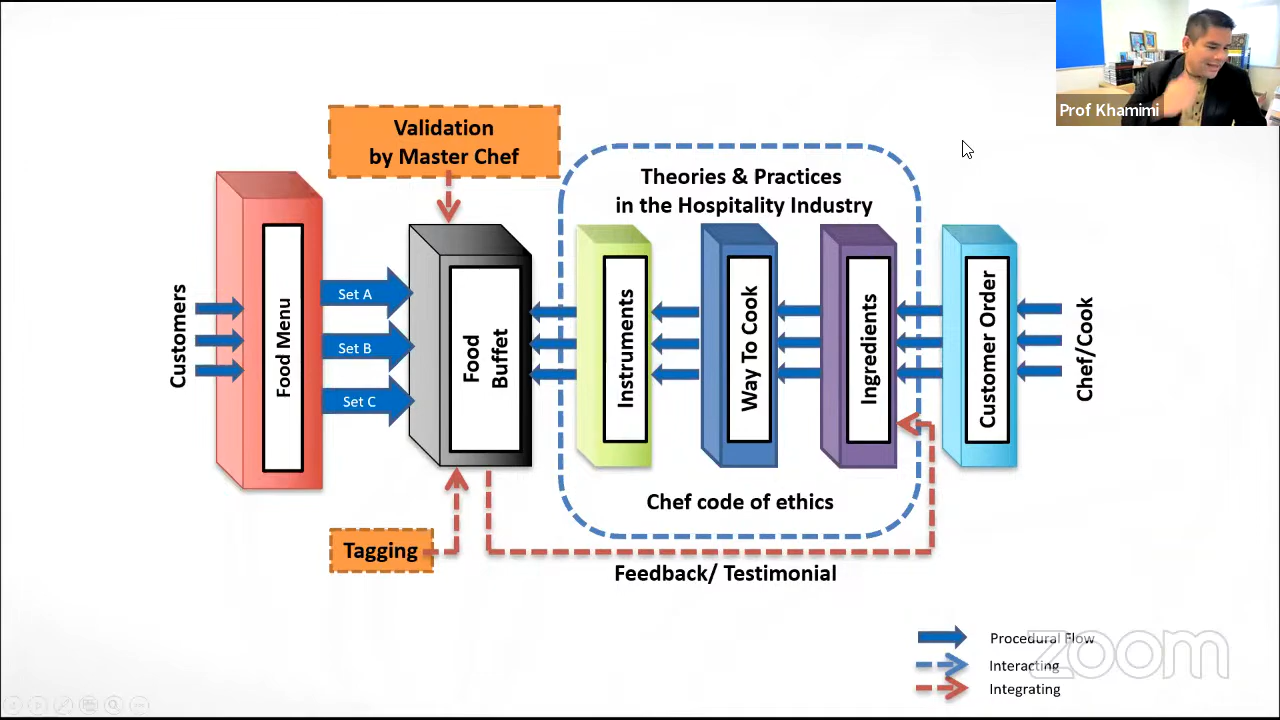 Prof Khamimi
Validation
by Master Chef
Theories & Practices
in the Hospitality Industry
Customers
Food Menu
Set A
Set B
Set C
Food
Buffet
Instruments
Way To Cook
Ingredients
Customer Order
Chef/Cook
Chef code of ethics
Tagging
Feedback/ Testimonial
Procedural Flow
Interacting
Integrating
zoom